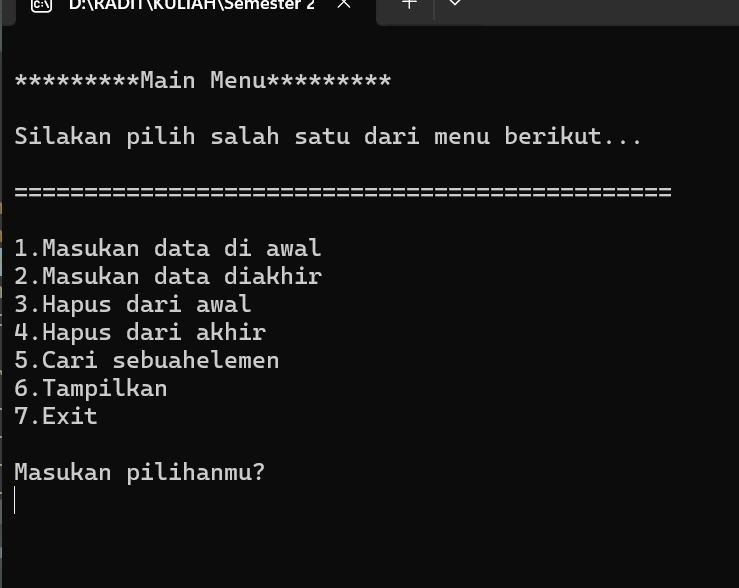 D:\RADIT\KULIAH\Semester 2
*********Main Menu*********
Silakan pilih salah satu dari menu berikut...
===============================================
1.Masukan data di awal
2.Masukan data diakhir
3.Hapus dari awal
4.Hapus dari akhir
5.Cari sebuahelemen
6.Tampilkan
7.Exit
Masukan pilihanmu?